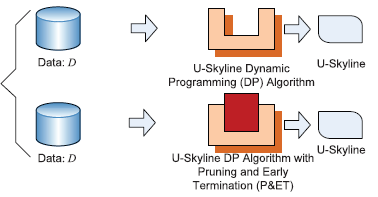 Data: D
U-Skyline Dynamic
Programming (DP) Algorithm
U-Skyline
Data: D
U-Skyline DP Algorithm with
Pruning and Early
Termination (P&ET)
U-Skyline